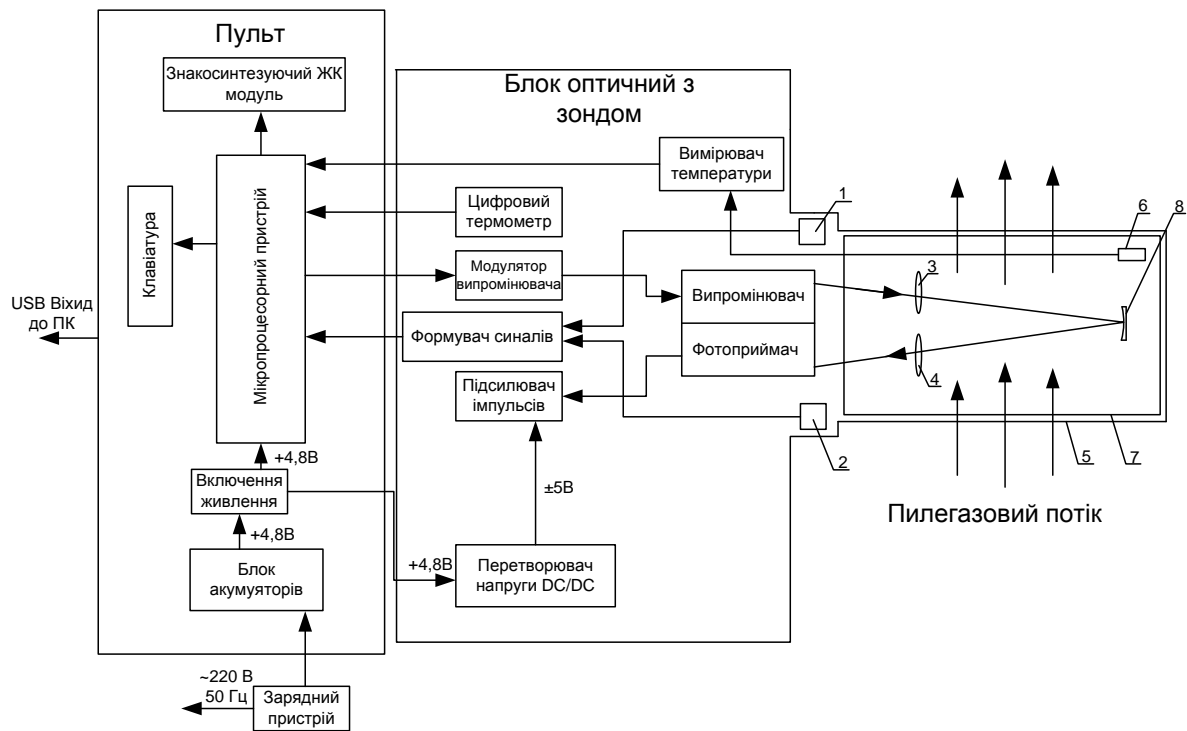 Пульт
Знакосинтезуючий ЖК
модуль
Мікропроцесорний пристрій
Клавіатура
USB Віхид
до ПК
+4,8В
Включення
живлення
+4,8В
Блок
акумуяторів
~220 В
50 Гц
Зарядний
пристрій
Блок оптичний з
зондом
Вимірювач
температури
Цифровий
термометр
Модулятор
випромінювача
Формувач синалів
Підсилювач
імпульсів
±5В
+4,8В
Перетворювач
напруги DC/DC
Випромінювач
Фотоприймач
1
2
3
4
5
6
7
8
Пилегазовий потік